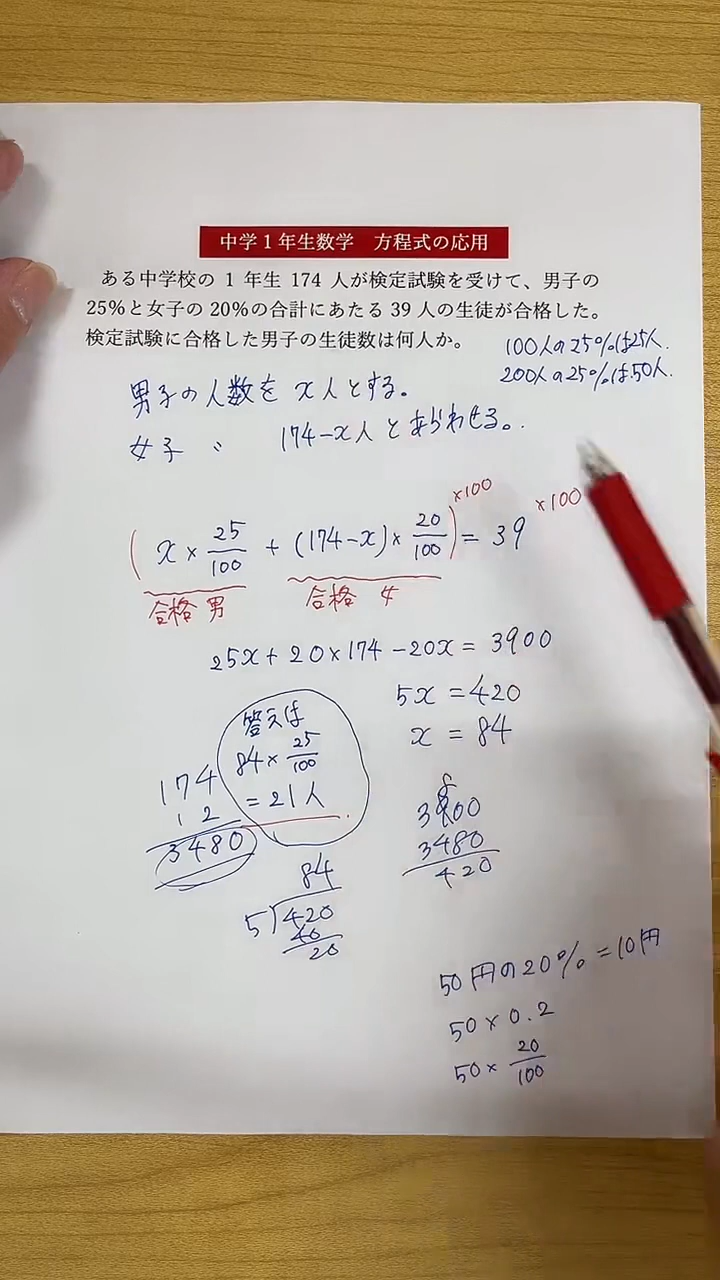 中学1年生数学 方程式の応用
ある中学校の 1 年生 174 人が検定試験を受けて、男子の
25%と女子の 20%の合計にあたる 39 人の生徒が合格した。
検定試験に合格した男子の生徒数は何人か。
100人の25%は25人.
200人の25%は50人.
男子の人数を x人とする。
女子 〃 174-x人とあらわせる。
(x × 25/100 + (174-x) × 20/100)×100 = 39 ×100
合格 男 合格 女
25x + 20×174 - 20x = 3900
5x = 420
x = 84
答えは
84 × 25/100
= 21人
174
3480
3900
3480
420
84
5)420
40
20
50円の20% = 10円
50 × 0.2
50 × 20/100